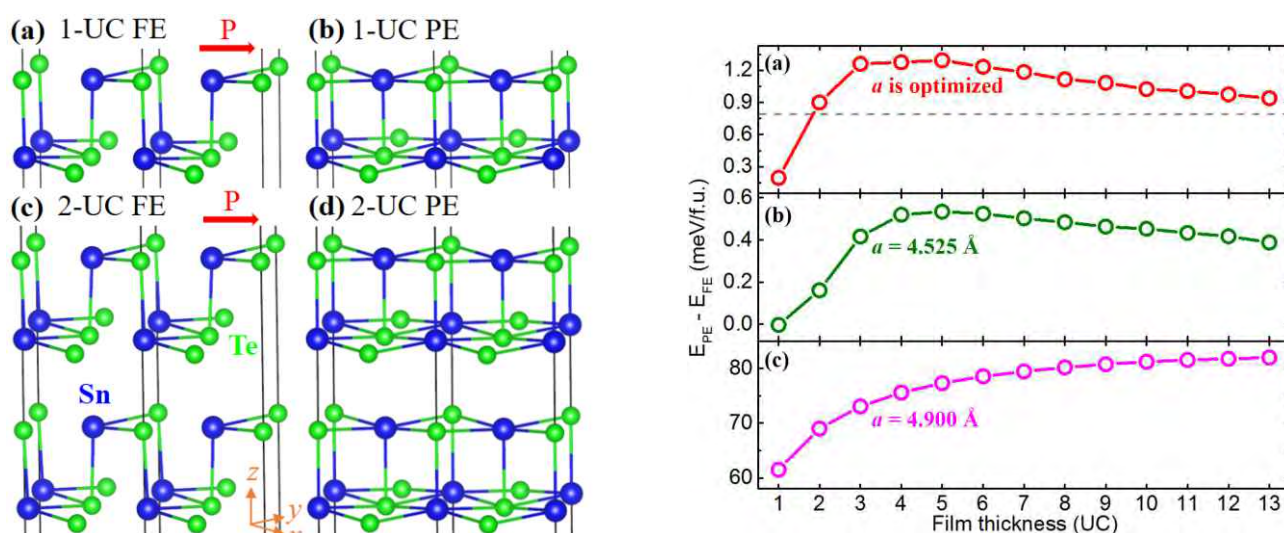 (a) 1-UC FE P
(b) 1-UC PE
(c) 2-UC FE P
(d) 2-UC PE
Te
Sn
z
y
(a)
a is optimized
1.2
0.9
0.6
0.3
(b)
a = 4.525 Å
0.6
0.4
0.2
0.0
(c)
a = 4.900 Å
80
70
60
E_PE - E_FE (meV/f.u.)
1 2 3 4 5 6 7 8 9 10 11 12 13
Film thickness (UC)